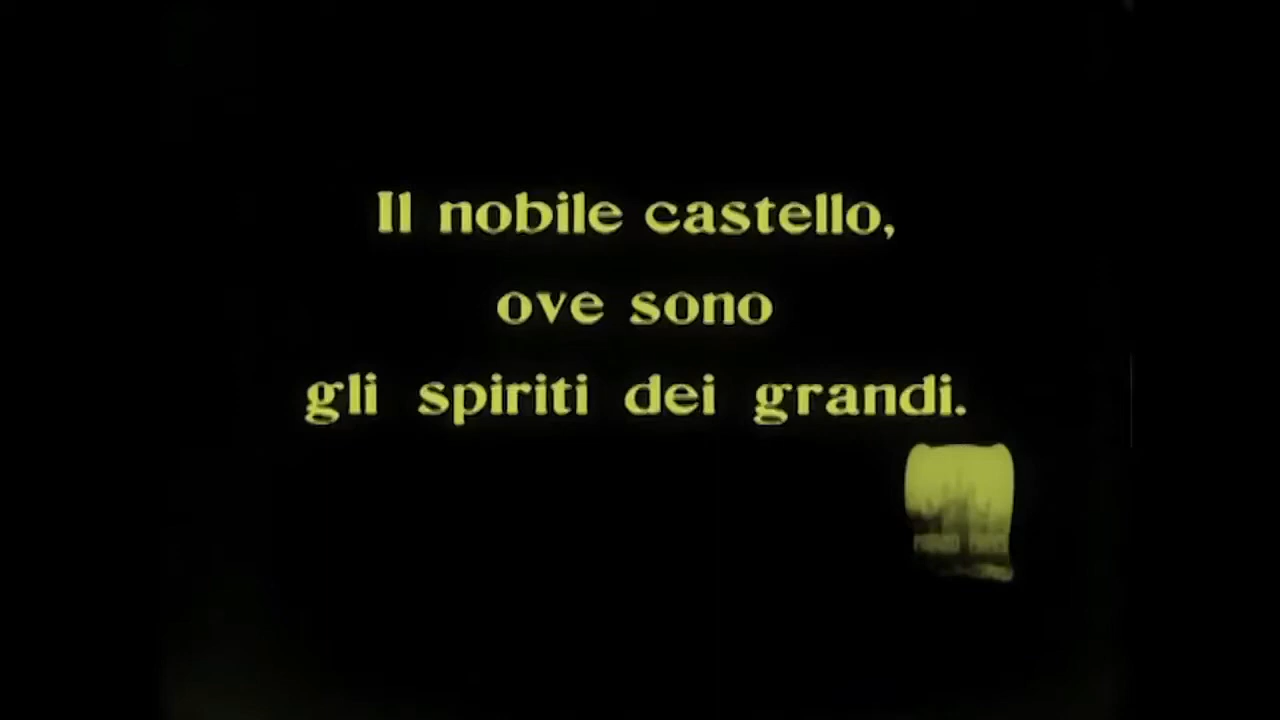 Il nobile castello,
ove sono
gli spiriti dei grandi.